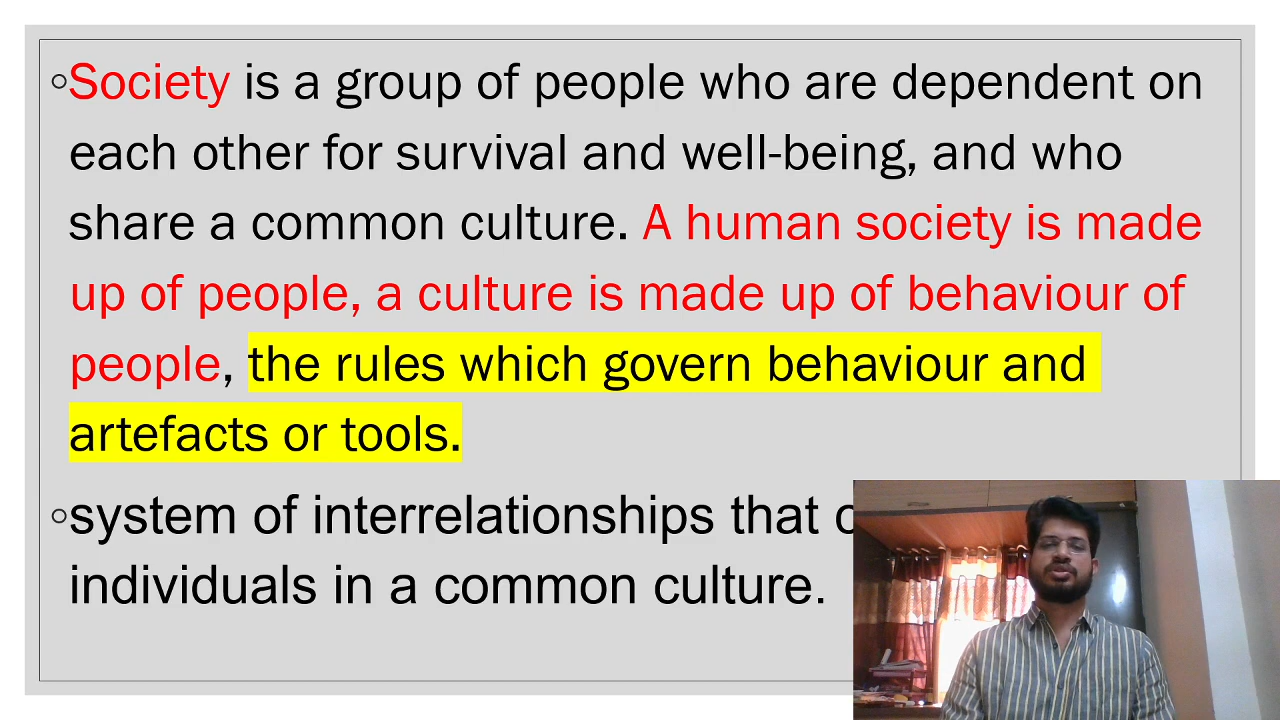 ◦Society is a group of people who are dependent on
each other for survival and well-being, and who
share a common culture. A human society is made
up of people, a culture is made up of behaviour of
people, the rules which govern behaviour and
artefacts or tools.
◦system of interrelationships that
individuals in a common culture.